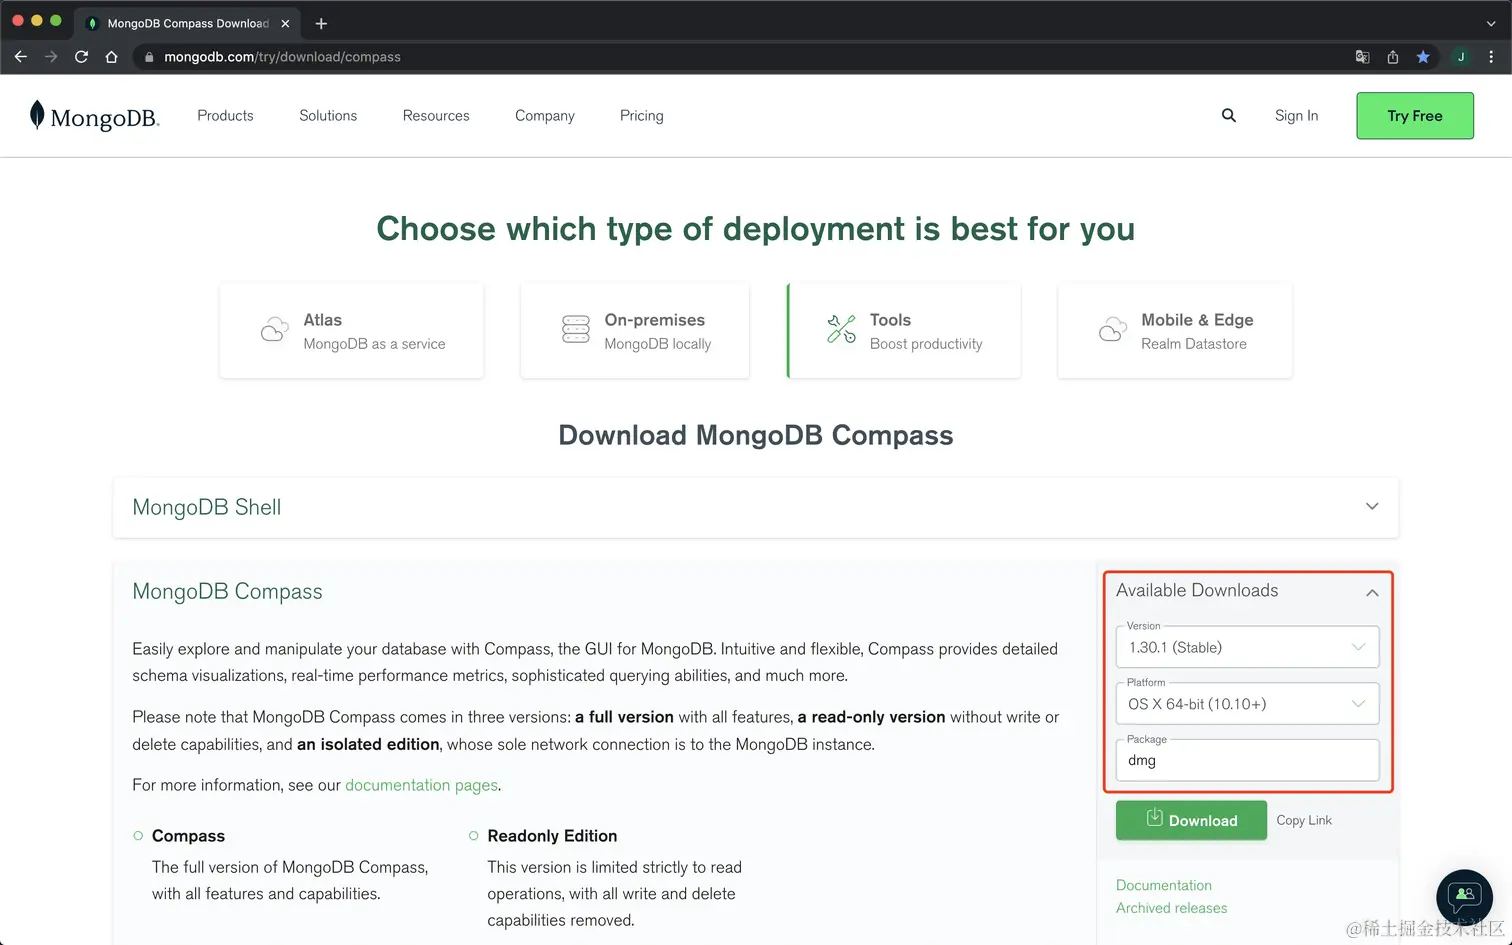 MongoDB Compass Download
mongodb.com/try/download/compass
J
MongoDB.
Products
Solutions
Resources
Company
Pricing
Sign In
Try Free
Choose which type of deployment is best for you
Atlas
MongoDB as a service
On-premises
MongoDB locally
Tools
Boost productivity
Mobile & Edge
Realm Datastore
Download MongoDB Compass
MongoDB Shell
MongoDB Compass
Easily explore and manipulate your database with Compass, the GUI for MongoDB. Intuitive and flexible, Compass provides detailed
schema visualizations, real-time performance metrics, sophisticated querying abilities, and much more.
Please note that MongoDB Compass comes in three versions: a full version with all features, a read-only version without write or
delete capabilities, and an isolated edition, whose sole network connection is to the MongoDB instance.
For more information, see our documentation pages.
Compass
The full version of MongoDB Compass,
with all features and capabilities.
Readonly Edition
This version is limited strictly to read
operations, with all write and delete
capabilities removed.
Available Downloads
Version
1.30.1 (Stable)
Platform
OS X 64-bit (10.10+)
Package
dmg
Download
Copy Link
Documentation
Archived releases
@稀土掘金技术社区